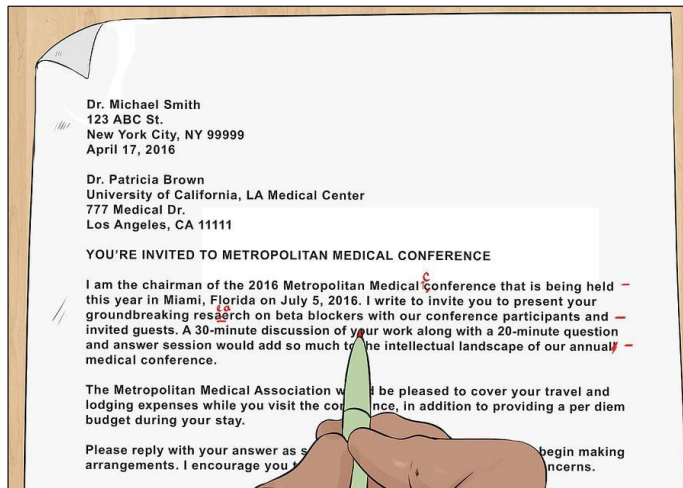 Dr. Michael Smith
123 ABC St.
New York City, NY 99999
April 17, 2016
Dr. Patricia Brown
University of California, LA Medical Center
777 Medical Dr.
Los Angeles, CA 11111
YOU'RE INVITED TO METROPOLITAN MEDICAL CONFERENCE
C
I am the chairman of the 2016 Metropolitan Medical conference that is being held
this year in Miami, Florida on July 5, 2016. I write to invite you to present your
ea
groundbreaking resaerch on beta blockers with our conference participants and
invited guests. A 30-minute discussion of your work along with a 20-minute question
and answer session would add so much to the intellectual landscape of our annual
medical conference.
The Metropolitan Medical Association be pleased to cover your travel and
lodging expenses while you visit the in addition to providing a per diem
budget during your stay.
Please reply with your answer as begin making
arrangements. I encourage you